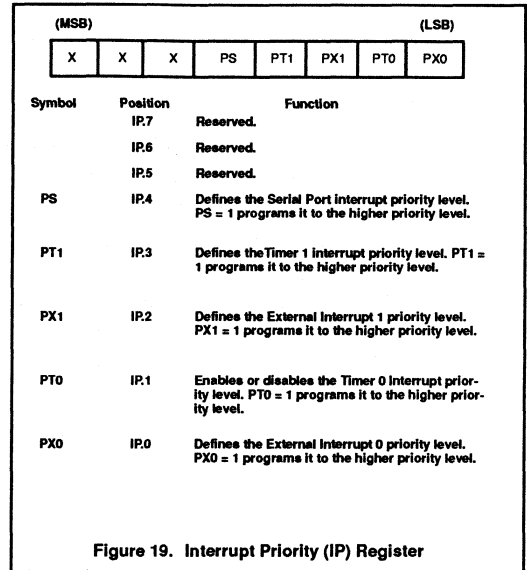 (MSB) (LSB)
X X X PS PT1 PX1 PT0 PX0
Symbol Position Function
IP.7 Reserved.
IP.6 Reserved.
IP.5 Reserved.
PS IP.4 Defines the Serial Port interrupt priority level.
PS = 1 programs it to the higher priority level.
PT1 IP.3 Defines the Timer 1 interrupt priority level. PT1 =
1 programs it to the higher priority level.
PX1 IP.2 Defines the External Interrupt 1 priority level.
PX1 = 1 programs it to the higher priority level.
PT0 IP.1 Enables or disables the Timer 0 Interrupt prior-
ity level. PT0 = 1 programs it to the higher prior-
ity level.
PX0 IP.0 Defines the External Interrupt 0 priority level.
PX0 = 1 programs it to the higher priority level.
Figure 19. Interrupt Priority (IP) Register